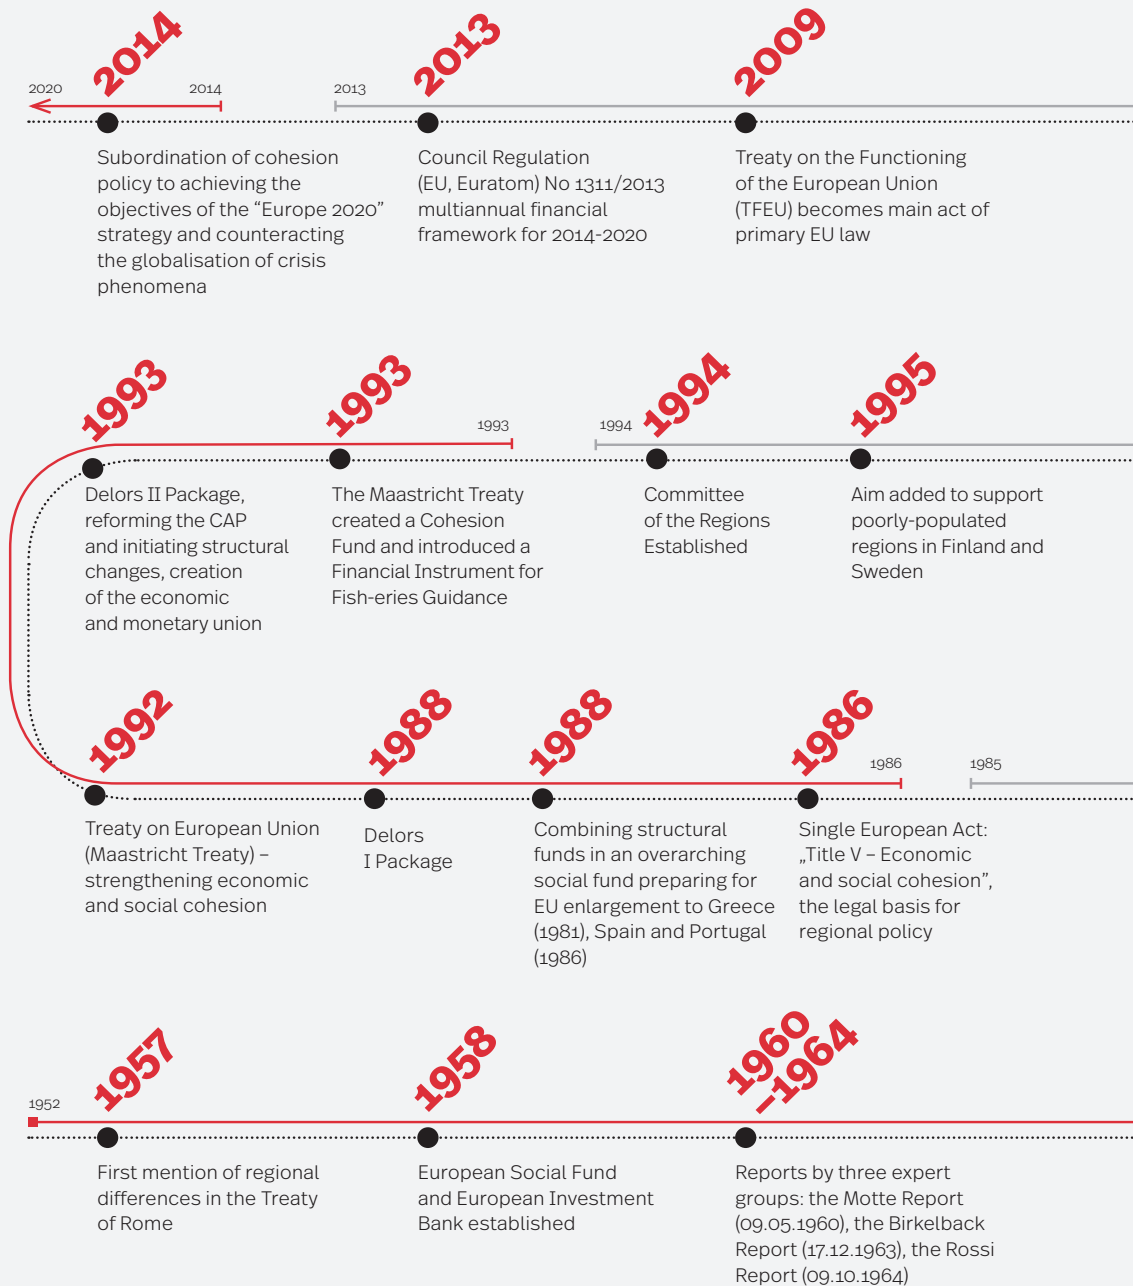 2014
2013
2009
2020
2014
2013
Subordination of cohesion
policy to achieving the
objectives of the “Europe 2020”
strategy and counteracting
the globalisation of crisis
phenomena
Council Regulation
(EU, Euratom) No 1311/2013
multiannual financial
framework for 2014-2020
Treaty on the Functioning
of the European Union
(TFEU) becomes main act of
primary EU law
1993
1993
1994
1995
1993
1994
Delors II Package,
reforming the CAP
and initiating structural
changes, creation
of the economic
and monetary union
The Maastricht Treaty
created a Cohesion
Fund and introduced a
Financial Instrument for
Fish-eries Guidance
Committee
of the Regions
Established
Aim added to support
poorly-populated
regions in Finland and
Sweden
1992
1988
1988
1986
1986
1985
Treaty on European Union
(Maastricht Treaty) –
strengthening economic
and social cohesion
Delors
I Package
Combining structural
funds in an overarching
social fund preparing for
EU enlargement to Greece
(1981), Spain and Portugal
(1986)
Single European Act:
„Title V – Economic
and social cohesion”,
the legal basis for
regional policy
1957
1958
1960
–1964
1952
First mention of regional
differences in the Treaty
of Rome
European Social Fund
and European Investment
Bank established
Reports by three expert
groups: the Motte Report
(09.05.1960), the Birkelback
Report (17.12.1963), the Rossi
Report (09.10.1964)